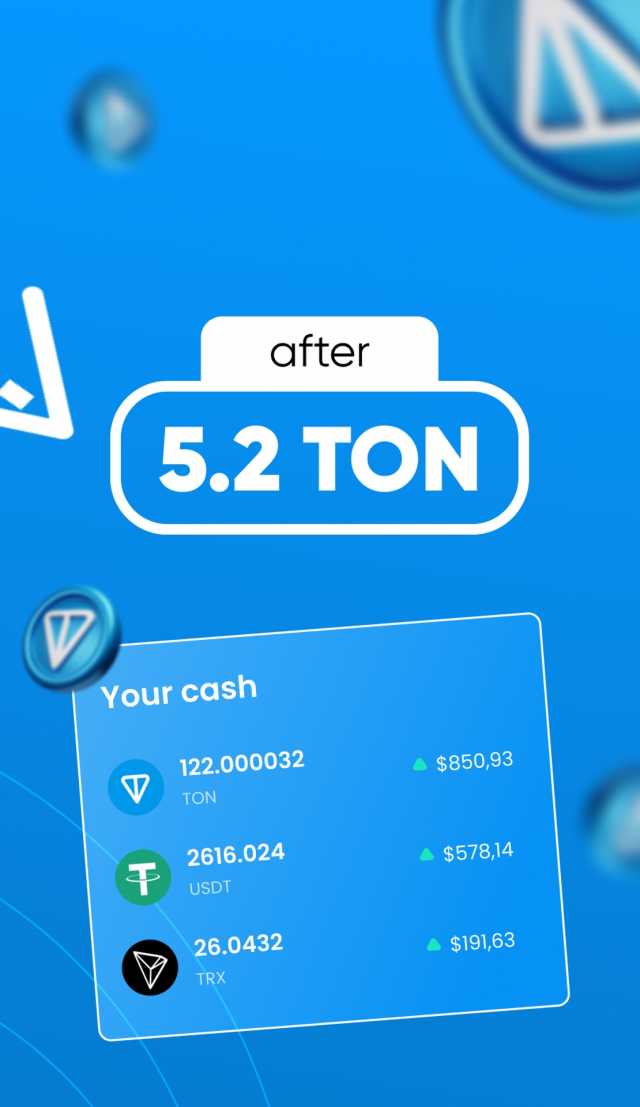 after
5.2 TON
Your cash
122.000032
$850,93
TON
2616.024
$578,14
USDT
26.0432
$191,63
TRX